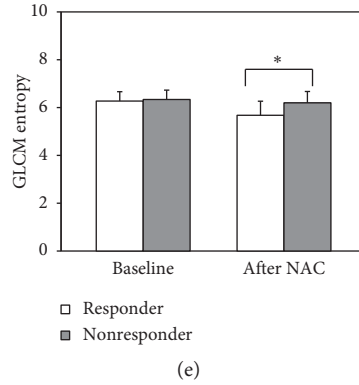 10
8
6
4
2
0
GLCM entropy
*
Baseline After NAC
Responder
Nonresponder
(e)